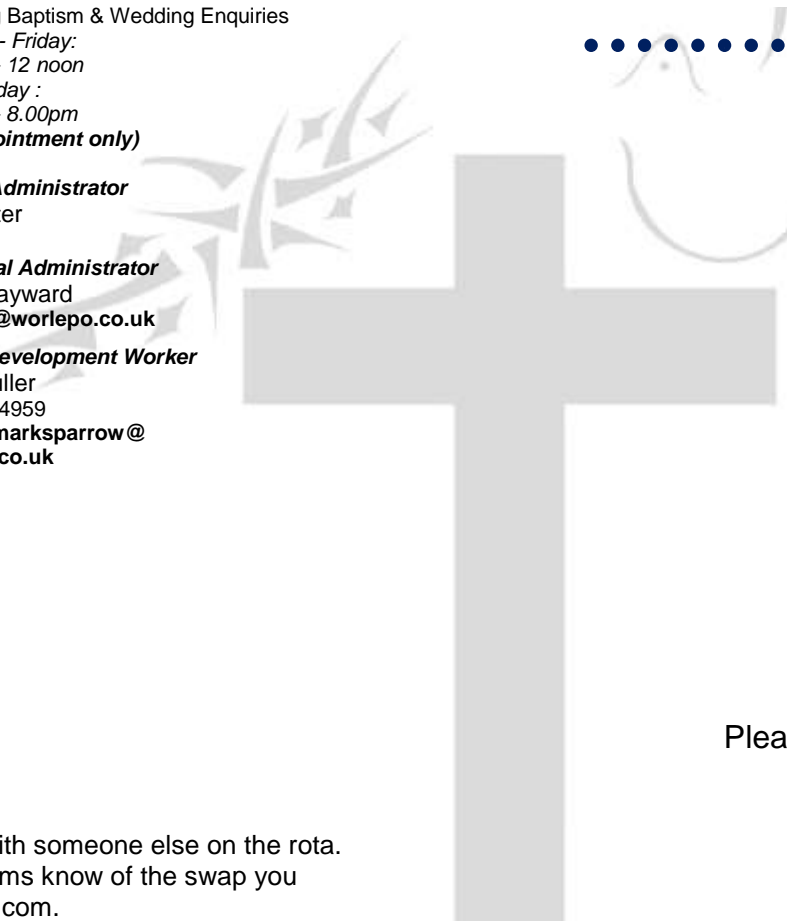 g Baptism & Wedding Enquiries
- Friday:
- 12 noon
day :
- 8.00pm
ointment only)
Administrator
ter
al Administrator
ayward
@worlepo.co.uk
evelopment Worker
uller
4959
marksparrow@
co.uk
Plea
ith someone else on the rota.
ms know of the swap you
com.